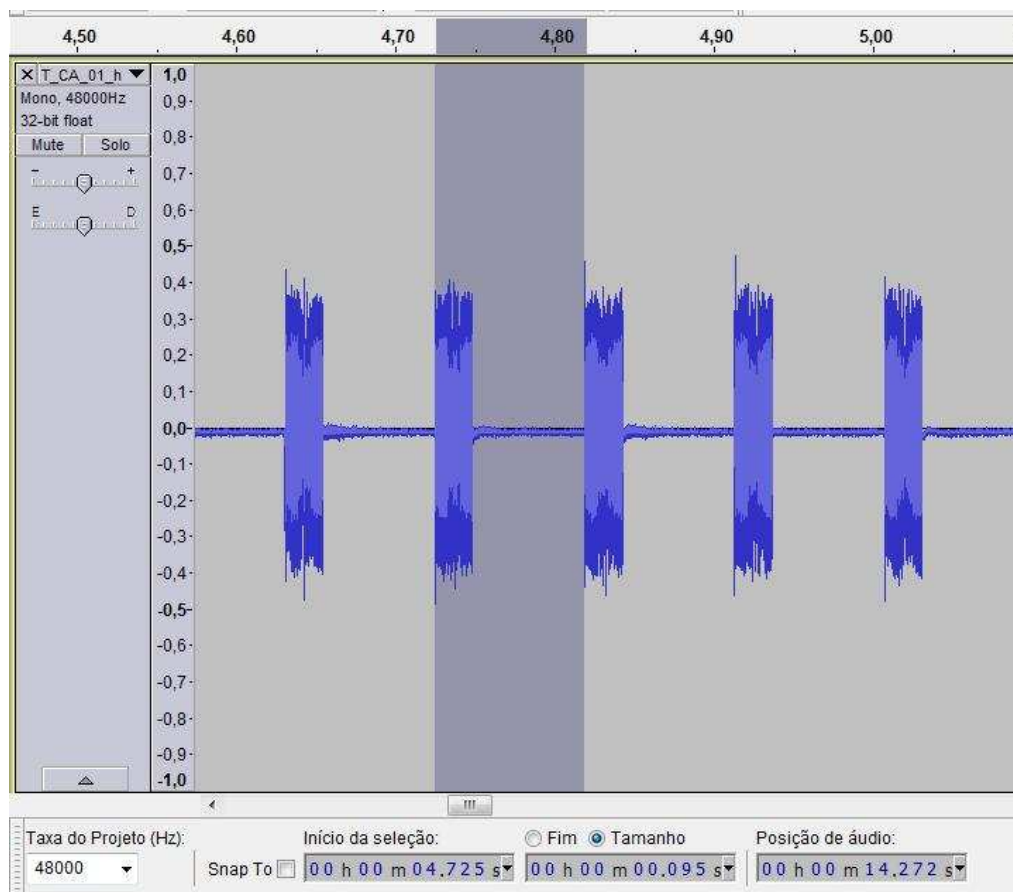 4,50 4,60 4,70 4,80 4,90 5,00
T_CA_01_h
Mono, 48000Hz
32-bit float
Mute Solo
- +
E D
1,0
0,9
0,8
0,7
0,6
0,5
0,4
0,3
0,2
0,1
0,0
-0,1
-0,2
-0,3
-0,4
-0,5
-0,6
-0,7
-0,8
-0,9
-1,0
Taxa do Projeto (Hz): Início da seleção: Fim Tamanho Posição de áudio:
48000 Snap To 00 h 00 m 04.725 s 00 h 00 m 00.095 s 00 h 00 m 14.272 s